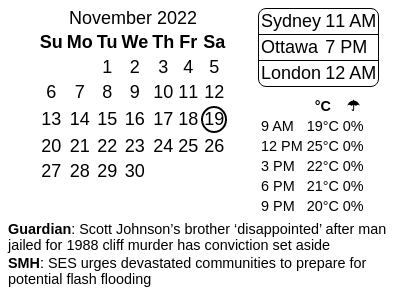 November 2022
Su Mo Tu We Th Fr Sa
1 2 3 4 5
6 7 8 9 10 11 12
13 14 15 16 17 18 19
20 21 22 23 24 25 26
27 28 29 30
Sydney 11 AM
Ottawa 7 PM
London 12 AM
°C ☂
9 AM 19°C 0%
12 PM 25°C 0%
3 PM 22°C 0%
6 PM 21°C 0%
9 PM 20°C 0%
Guardian: Scott Johnson’s brother ‘disappointed’ after man
jailed for 1988 cliff murder has conviction set aside
SMH: SES urges devastated communities to prepare for
potential flash flooding